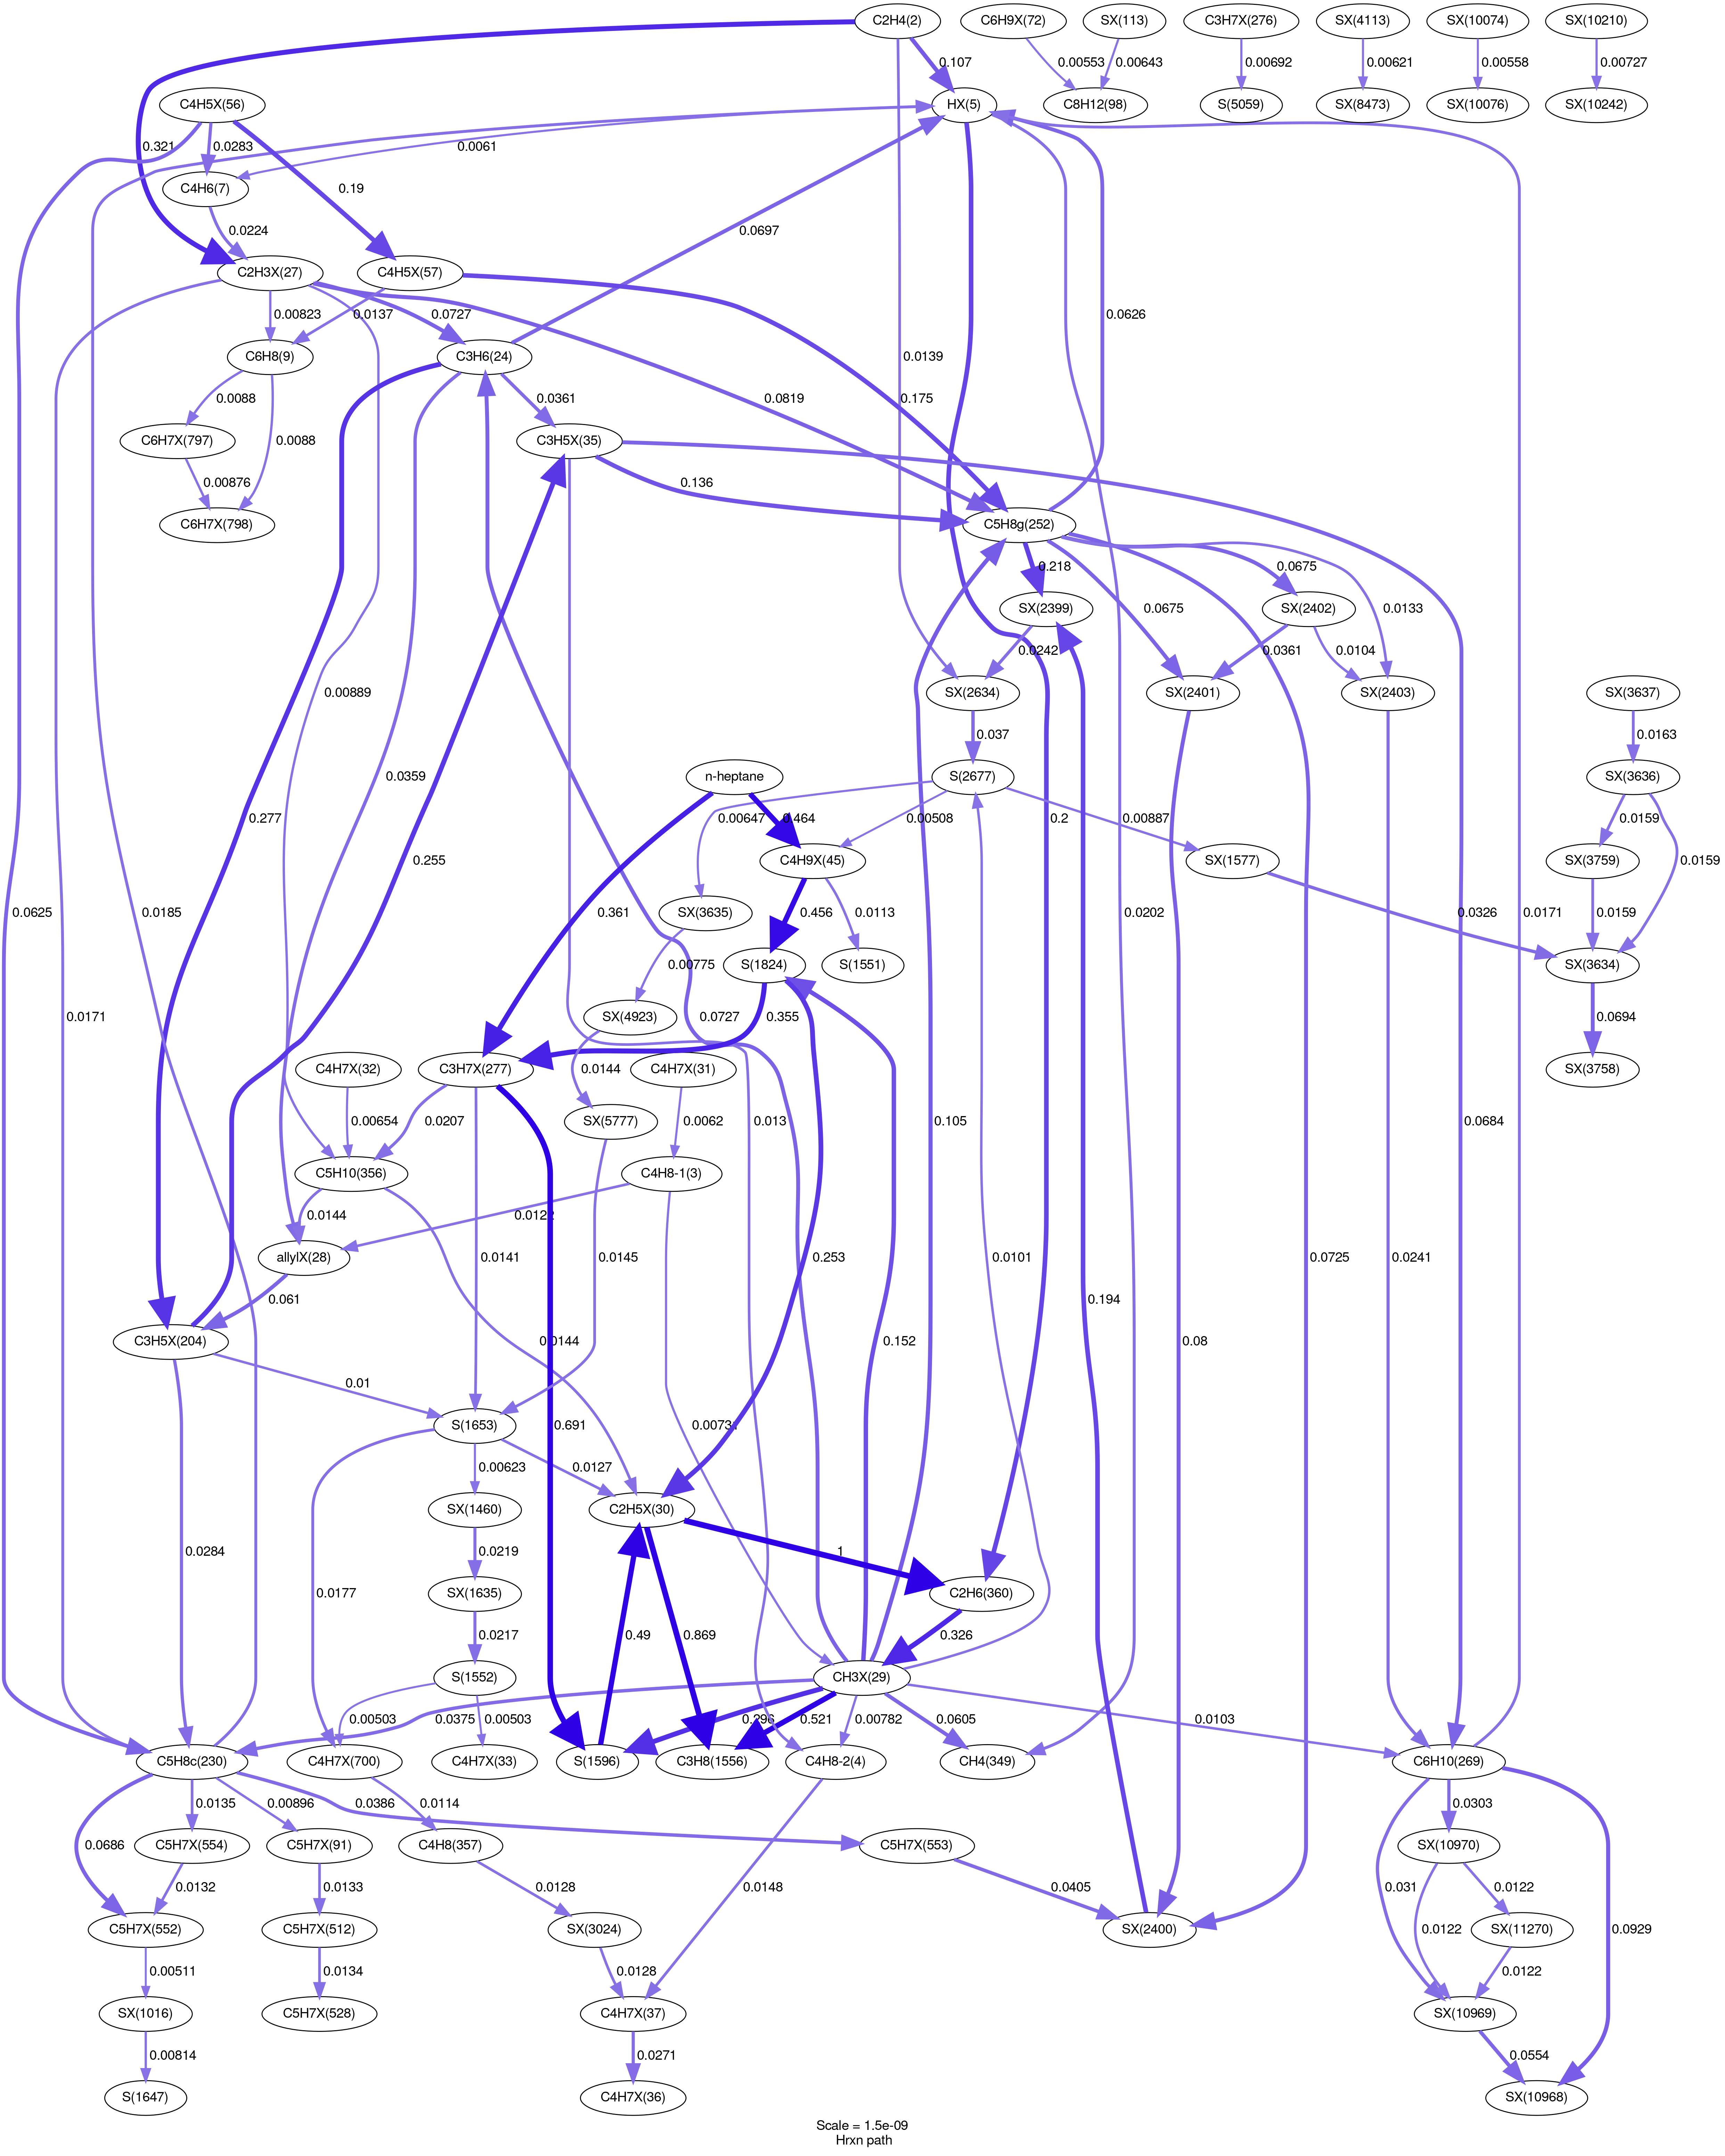 C2H4(2) C6H9X(72) SX(113) C3H7X(276) SX(4113) SX(10074) SX(10210)
0.107 0.00553 0.00643 0.00692 0.00621 0.00558 0.00727
C4H5X(56) HX(5) C8H12(98) S(5059) SX(8473) SX(10076) SX(10242)
0.321 0.0283 0.0061
C4H6(7) 0.19
0.0224 0.0697
C2H3X(27) C4H5X(57)
0.00823 0.0137 0.0727 0.0626
C6H8(9) C3H6(24) 0.0139
0.0088 0.0361 0.0819 0.175
C6H7X(797) 0.0088 C3H5X(35)
0.00876 0.136
C6H7X(798) C5H8g(252)
0.218 0.0675
SX(2399) 0.0675 SX(2402) 0.0133
0.0242 0.0361 0.0104
0.00889 SX(2634) SX(2401) SX(2403) SX(3637)
0.037 0.0163
0.0359 n-heptane S(2677) SX(3636)
0.277 0.00647 0.464 0.00508 0.2 0.00887 0.0159
0.255 C4H9X(45) SX(1577) SX(3759) 0.0159
0.0625 0.0185 0.361 SX(3635) 0.456 0.0113 0.0202 0.0326 0.0159
0.00775 S(1824) S(1551) SX(3634)
0.0171 SX(4923) 0.0727 0.355 0.0694
C4H7X(32) C3H7X(277) 0.0144 C4H7X(31) SX(3758)
0.00654 0.0207 SX(5777) 0.0062 0.013 0.105 0.0684 0.0171
C5H10(356) C4H8-1(3)
0.0144 0.0122
allylX(28) 0.0141 0.0145 0.253 0.0101 0.0241 0.0725
0.061 0.194
C3H5X(204) 0.0144 0.152 0.08
0.01
S(1653) 0.691
0.00623 0.0127
SX(1460) C2H5X(30)
0.0284 0.0219 1
0.0177 SX(1635) C2H6(360)
0.0217 0.49 0.869 0.326
S(1552) CH3X(29)
0.0375 0.00503 0.00503 0.296 0.521 0.00782 0.0605 0.0103
C5H8c(230) C4H7X(700) C4H7X(33) S(1596) C3H8(1556) C4H8-2(4) CH4(349) C6H10(269)
0.0135 0.00896 0.0386 0.0114 0.0303
0.0686 C5H7X(554) C5H7X(91) C4H8(357) C5H7X(553) SX(10970)
0.0132 0.0133 0.0128 0.0148 0.0405 0.031 0.0122
C5H7X(552) C5H7X(512) SX(3024) SX(2400) 0.0122 SX(11270) 0.0929
0.00511 0.0134 0.0128 0.0122
SX(1016) C5H7X(528) C4H7X(37) SX(10969)
0.00814 0.0271 0.0554
S(1647) C4H7X(36) SX(10968)
Scale = 1.5e-09
Hrxn path